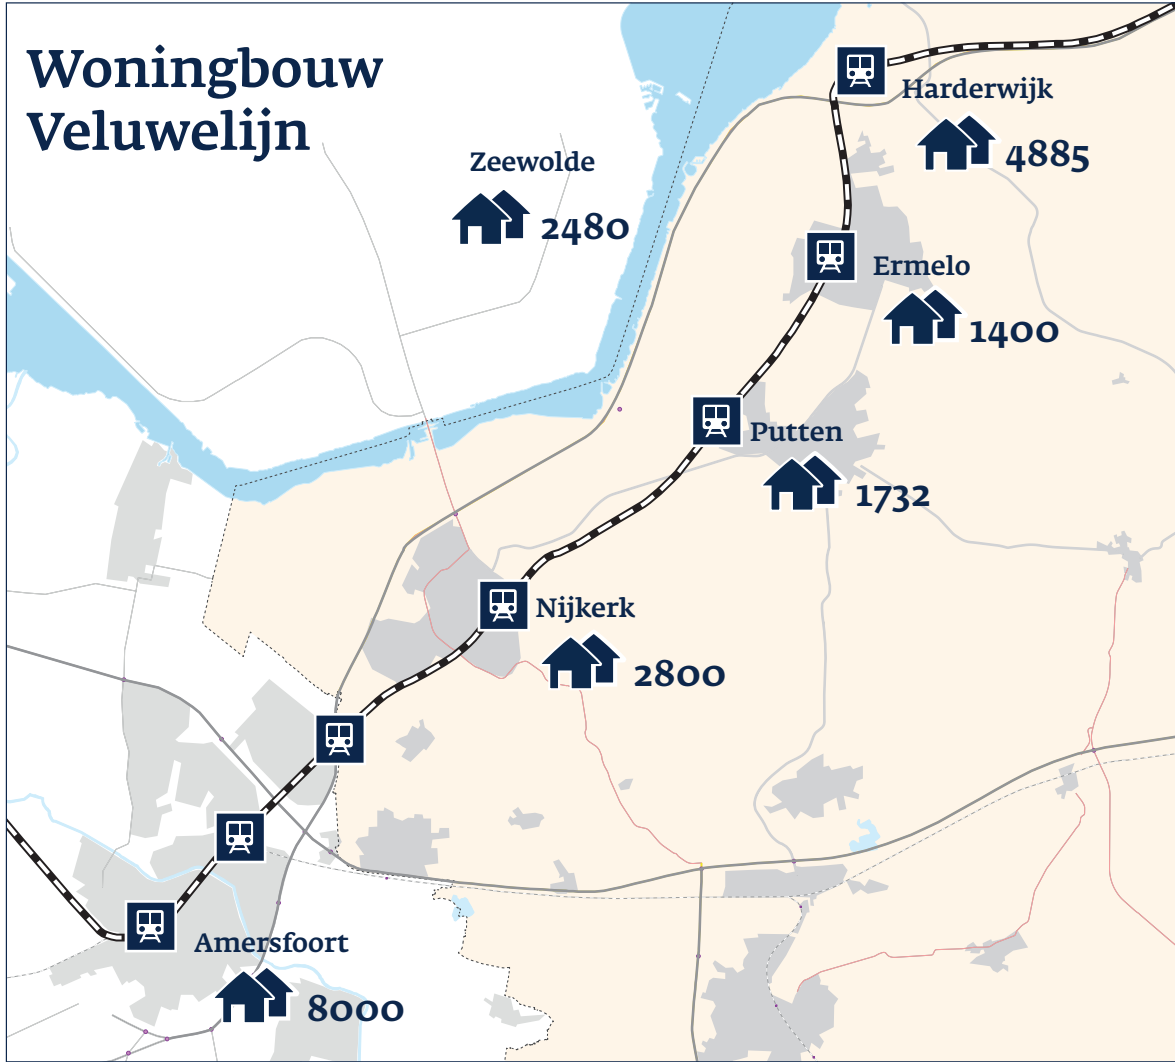 Woningbouw
Veluwelijn
Harderwijk
4885
Zeewolde
2480
Ermelo
1400
Putten
1732
Nijkerk
2800
Amersfoort
8000